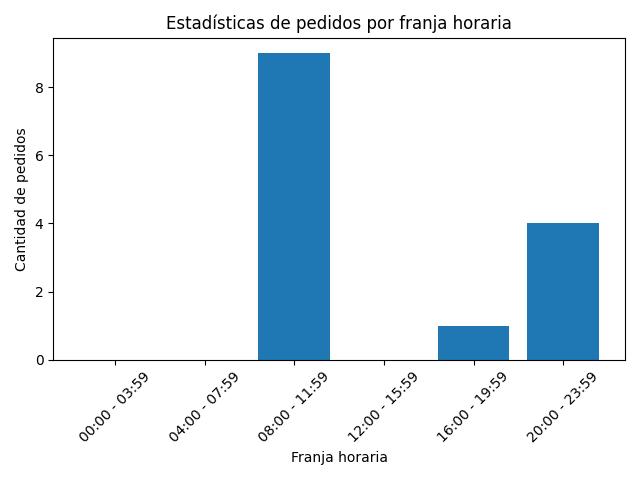 Estadísticas de pedidos por franja horaria
Cantidad de pedidos
8
6
4
2
0
00:00 - 03:59
04:00 - 07:59
08:00 - 11:59
12:00 - 15:59
16:00 - 19:59
20:00 - 23:59
Franja horaria